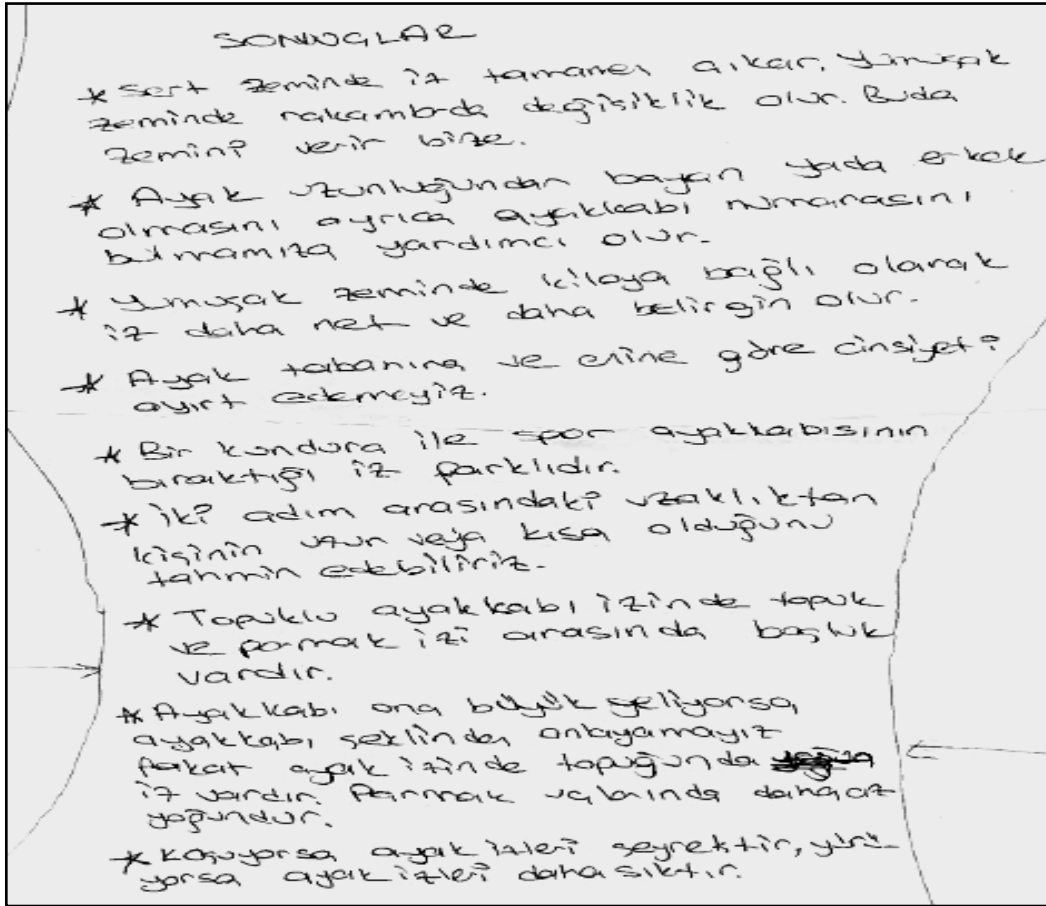 SONUÇLAR
* Sert zeminde iz tamamen çıkar. Yumuşak
zeminde rakamlarda değişiklik olur. Buda
zemini verir bize.
* Ayak uzunluğundan bayan yada erkek
olmasını ayrıca ayakkabı numarasını
bulmamıza yardımcı olur.
* Yumuşak zeminde kiloya bağlı olarak
iz daha net ve daha belirgin olur.
* Ayak tabanına ve enine göre cinsiyeti
ayırt edemeyiz.
* Bir kundura ile spor ayakkabısının
bıraktığı iz farklıdır.
* İki adım arasındaki uzaklıktan
kişinin uzun veya kısa olduğunu
tahmin edebiliriz.
* Topuklu ayakkabı izinde topuk
ve parmak izi arasında boşluk
vardır.
* Ayakkabı ona büyük geliyorsa,
ayakkabı şeklinden anlayamayız
fakat ayak izinde topuğunda
iz vardır. Parmak uçlarında daha az
yoğundur.
* Koşuyorsa ayak izleri seyrektir, yürü-
yorsa ayak izleri daha sıktır.